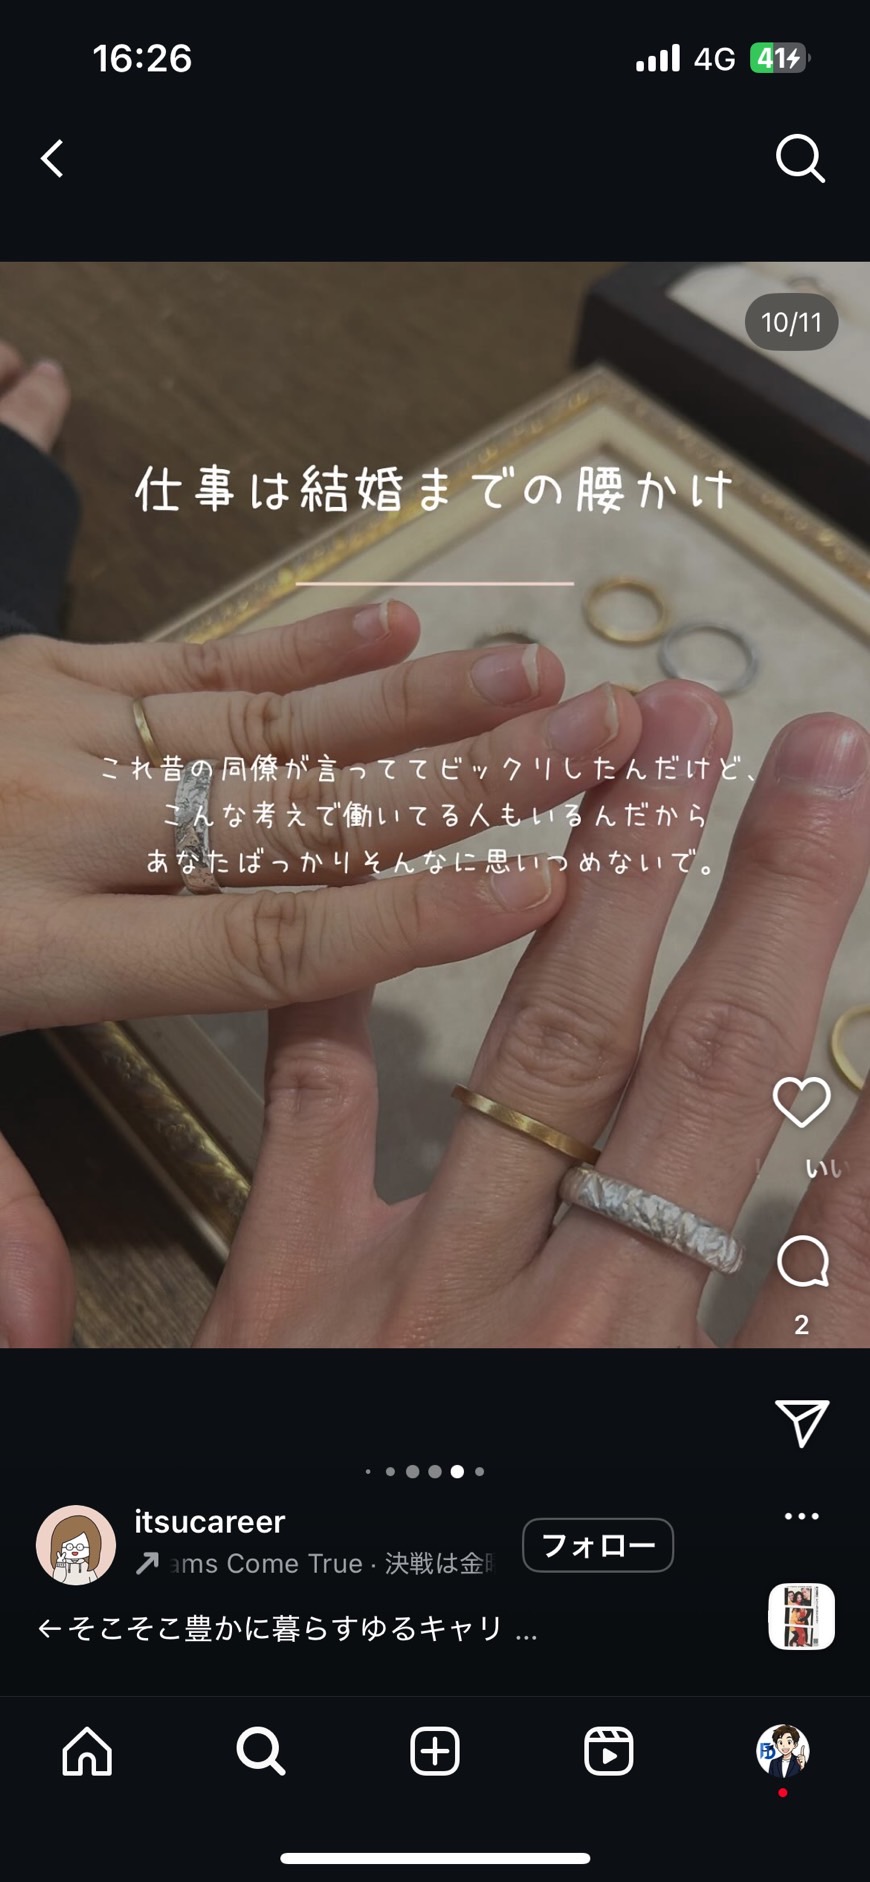 16:26
4G
41
10/11
仕事は結婚までの腰かけ
これ昔の同僚が言っててビックリしたんだけど、
こんな考えで働いてる人もいるんだから
あなたばっかりそんなに思いつめないで。
いい
2
itsucareer
ams Come True · 決戦は金
フォロー
←そこそこ豊かに暮らすゆるキャリ ...